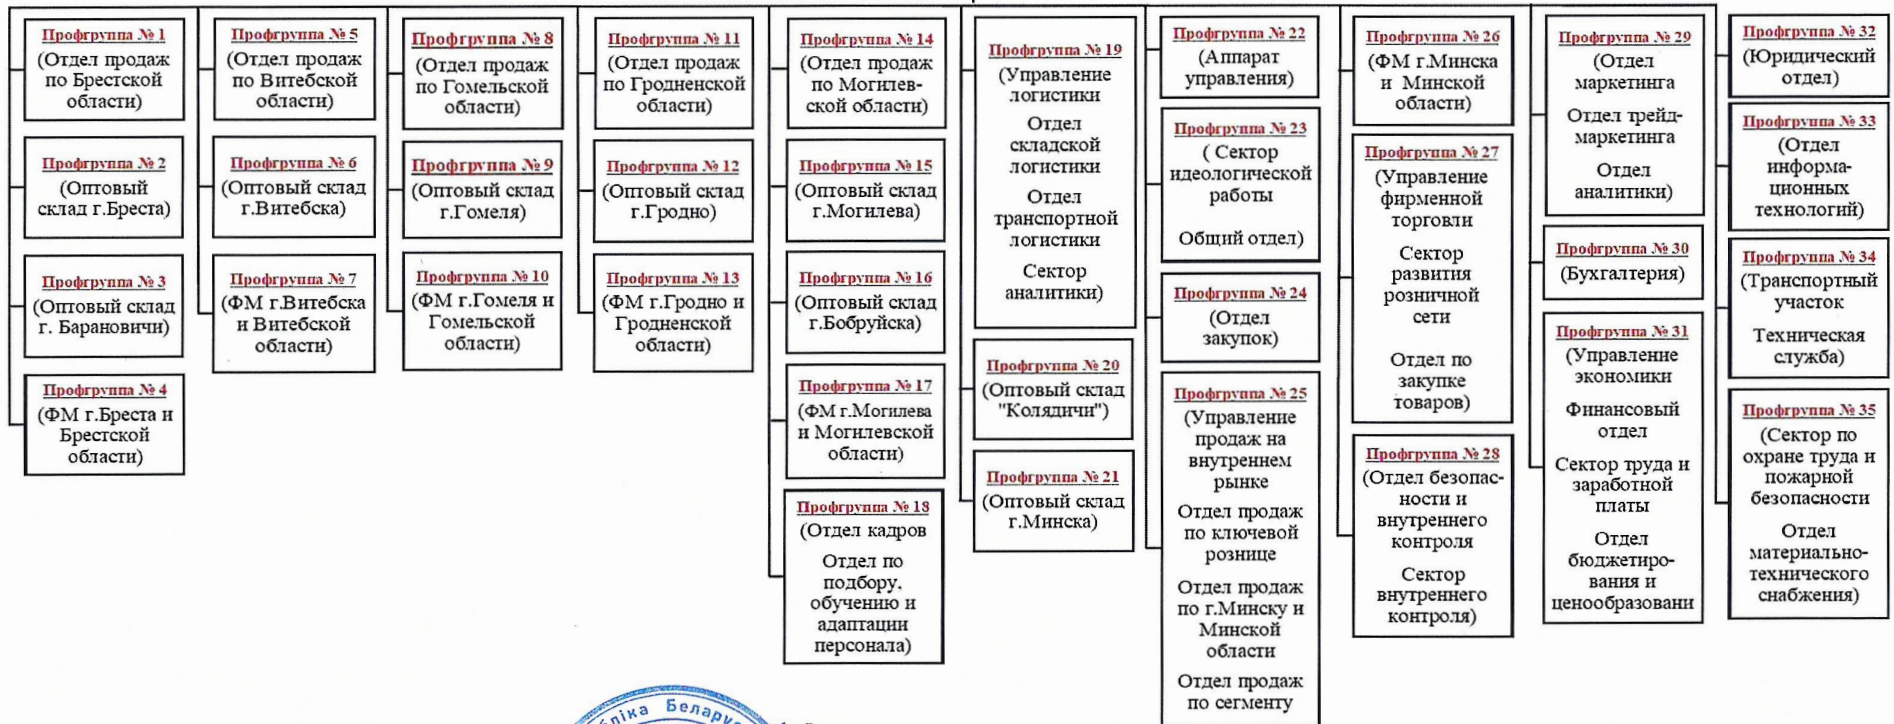 Профгруппа № 1
(Отдел продаж
по Брестской
области)
Профгруппа № 2
(Оптовый
склад г.Бреста)
Профгруппа № 3
(Оптовый склад
г. Барановичи)
Профгруппа № 4
(ФМ г.Бреста и
Брестской
области)
Профгруппа № 5
(Отдел продаж
по Витебской
области)
Профгруппа № 6
(Оптовый склад
г.Витебска)
Профгруппа № 7
(ФМ г.Витебска
и Витебской
области)
Профгруппа № 8
(Отдел продаж
по Гомельской
области)
Профгруппа № 9
(Оптовый склад
г.Гомеля)
Профгруппа № 10
(ФМ г.Гомеля и
Гомельской
области)
Профгруппа № 11
(Отдел продаж
по Гродненской
области)
Профгруппа № 12
(Оптовый склад
г.Гродно)
Профгруппа № 13
(ФМ г.Гродно и
Гродненской
области)
Профгруппа № 14
(Отдел продаж
по Могилев-
ской области)
Профгруппа № 15
(Оптовый склад
г.Могилева)
Профгруппа № 16
(Оптовый склад
г.Бобруйска)
Профгруппа № 17
(ФМ г.Могилева
и Могилевской
области)
Профгруппа № 18
(Отдел кадров
Отдел по
подбору,
обучению и
адаптации
персонала)
Профгруппа № 19
(Управление
логистики
Отдел
складской
логистики
Отдел
транспортной
логистики
Сектор
аналитики)
Профгруппа № 20
(Оптовый склад
"Колядичи")
Профгруппа № 21
(Оптовый склад
г.Минска)
Профгруппа № 22
(Аппарат
управления)
Профгруппа № 23
( Сектор
идеологической
работы
Общий отдел)
Профгруппа № 24
(Отдел
закупок)
Профгруппа № 25
(Управление
продаж на
внутреннем
рынке
Отдел продаж
по ключевой
рознице
Отдел продаж
по г.Минску и
Минской
области
Отдел продаж
по сегменту
Профгруппа № 26
(ФМ г.Минска
и Минской
области)
Профгруппа № 27
(Управление
фирменной
торговли
Сектор
развития
розничной
сети
Отдел по
закупке
товаров)
Профгруппа № 28
(Отдел безопас-
ности и
внутреннего
контроля
Сектор
внутреннего
контроля)
Профгруппа № 29
(Отдел
маркетинга
Отдел трейд-
маркетинга
Отдел
аналитики)
Профгруппа № 30
(Бухгалтерия)
Профгруппа № 31
(Управление
экономики
Финансовый
отдел
Сектор труда и
заработной
платы
Отдел
бюджетиро-
вания и
ценообразовани
Профгруппа № 32
(Юридический
отдел)
Профгруппа № 33
(Отдел
информа-
ционных
технологий)
Профгруппа № 34
(Транспортный
участок
Техническая
служба)
Профгруппа № 35
(Сектор по
охране труда и
пожарной
безопасности
Отдел
материально-
технического
снабжения)